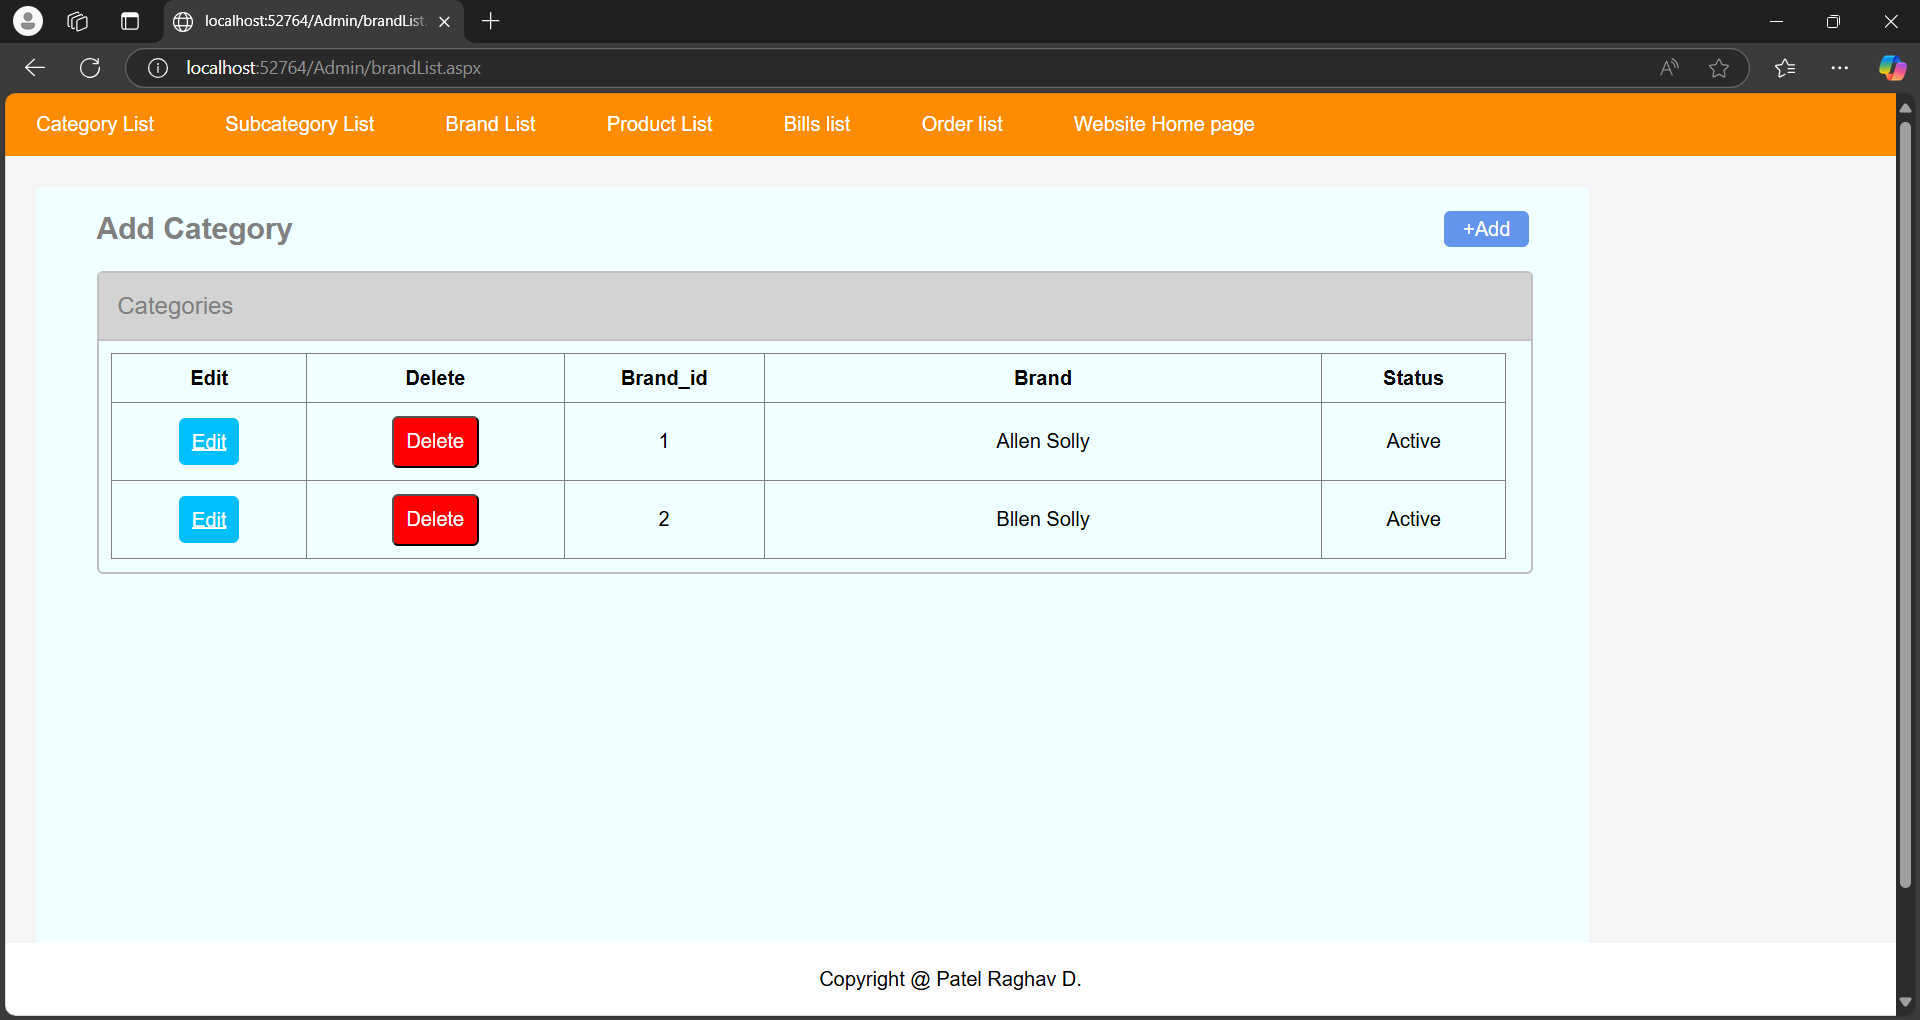 localhost:52764/Admin/brandList.
localhost:52764/Admin/brandList.aspx
Category List Subcategory List Brand List Product List Bills list Order list Website Home page
Add Category +Add
Categories
Edit Delete Brand_id Brand Status
Edit Delete 1 Allen Solly Active
Edit Delete 2 Bllen Solly Active
Copyright @ Patel Raghav D.